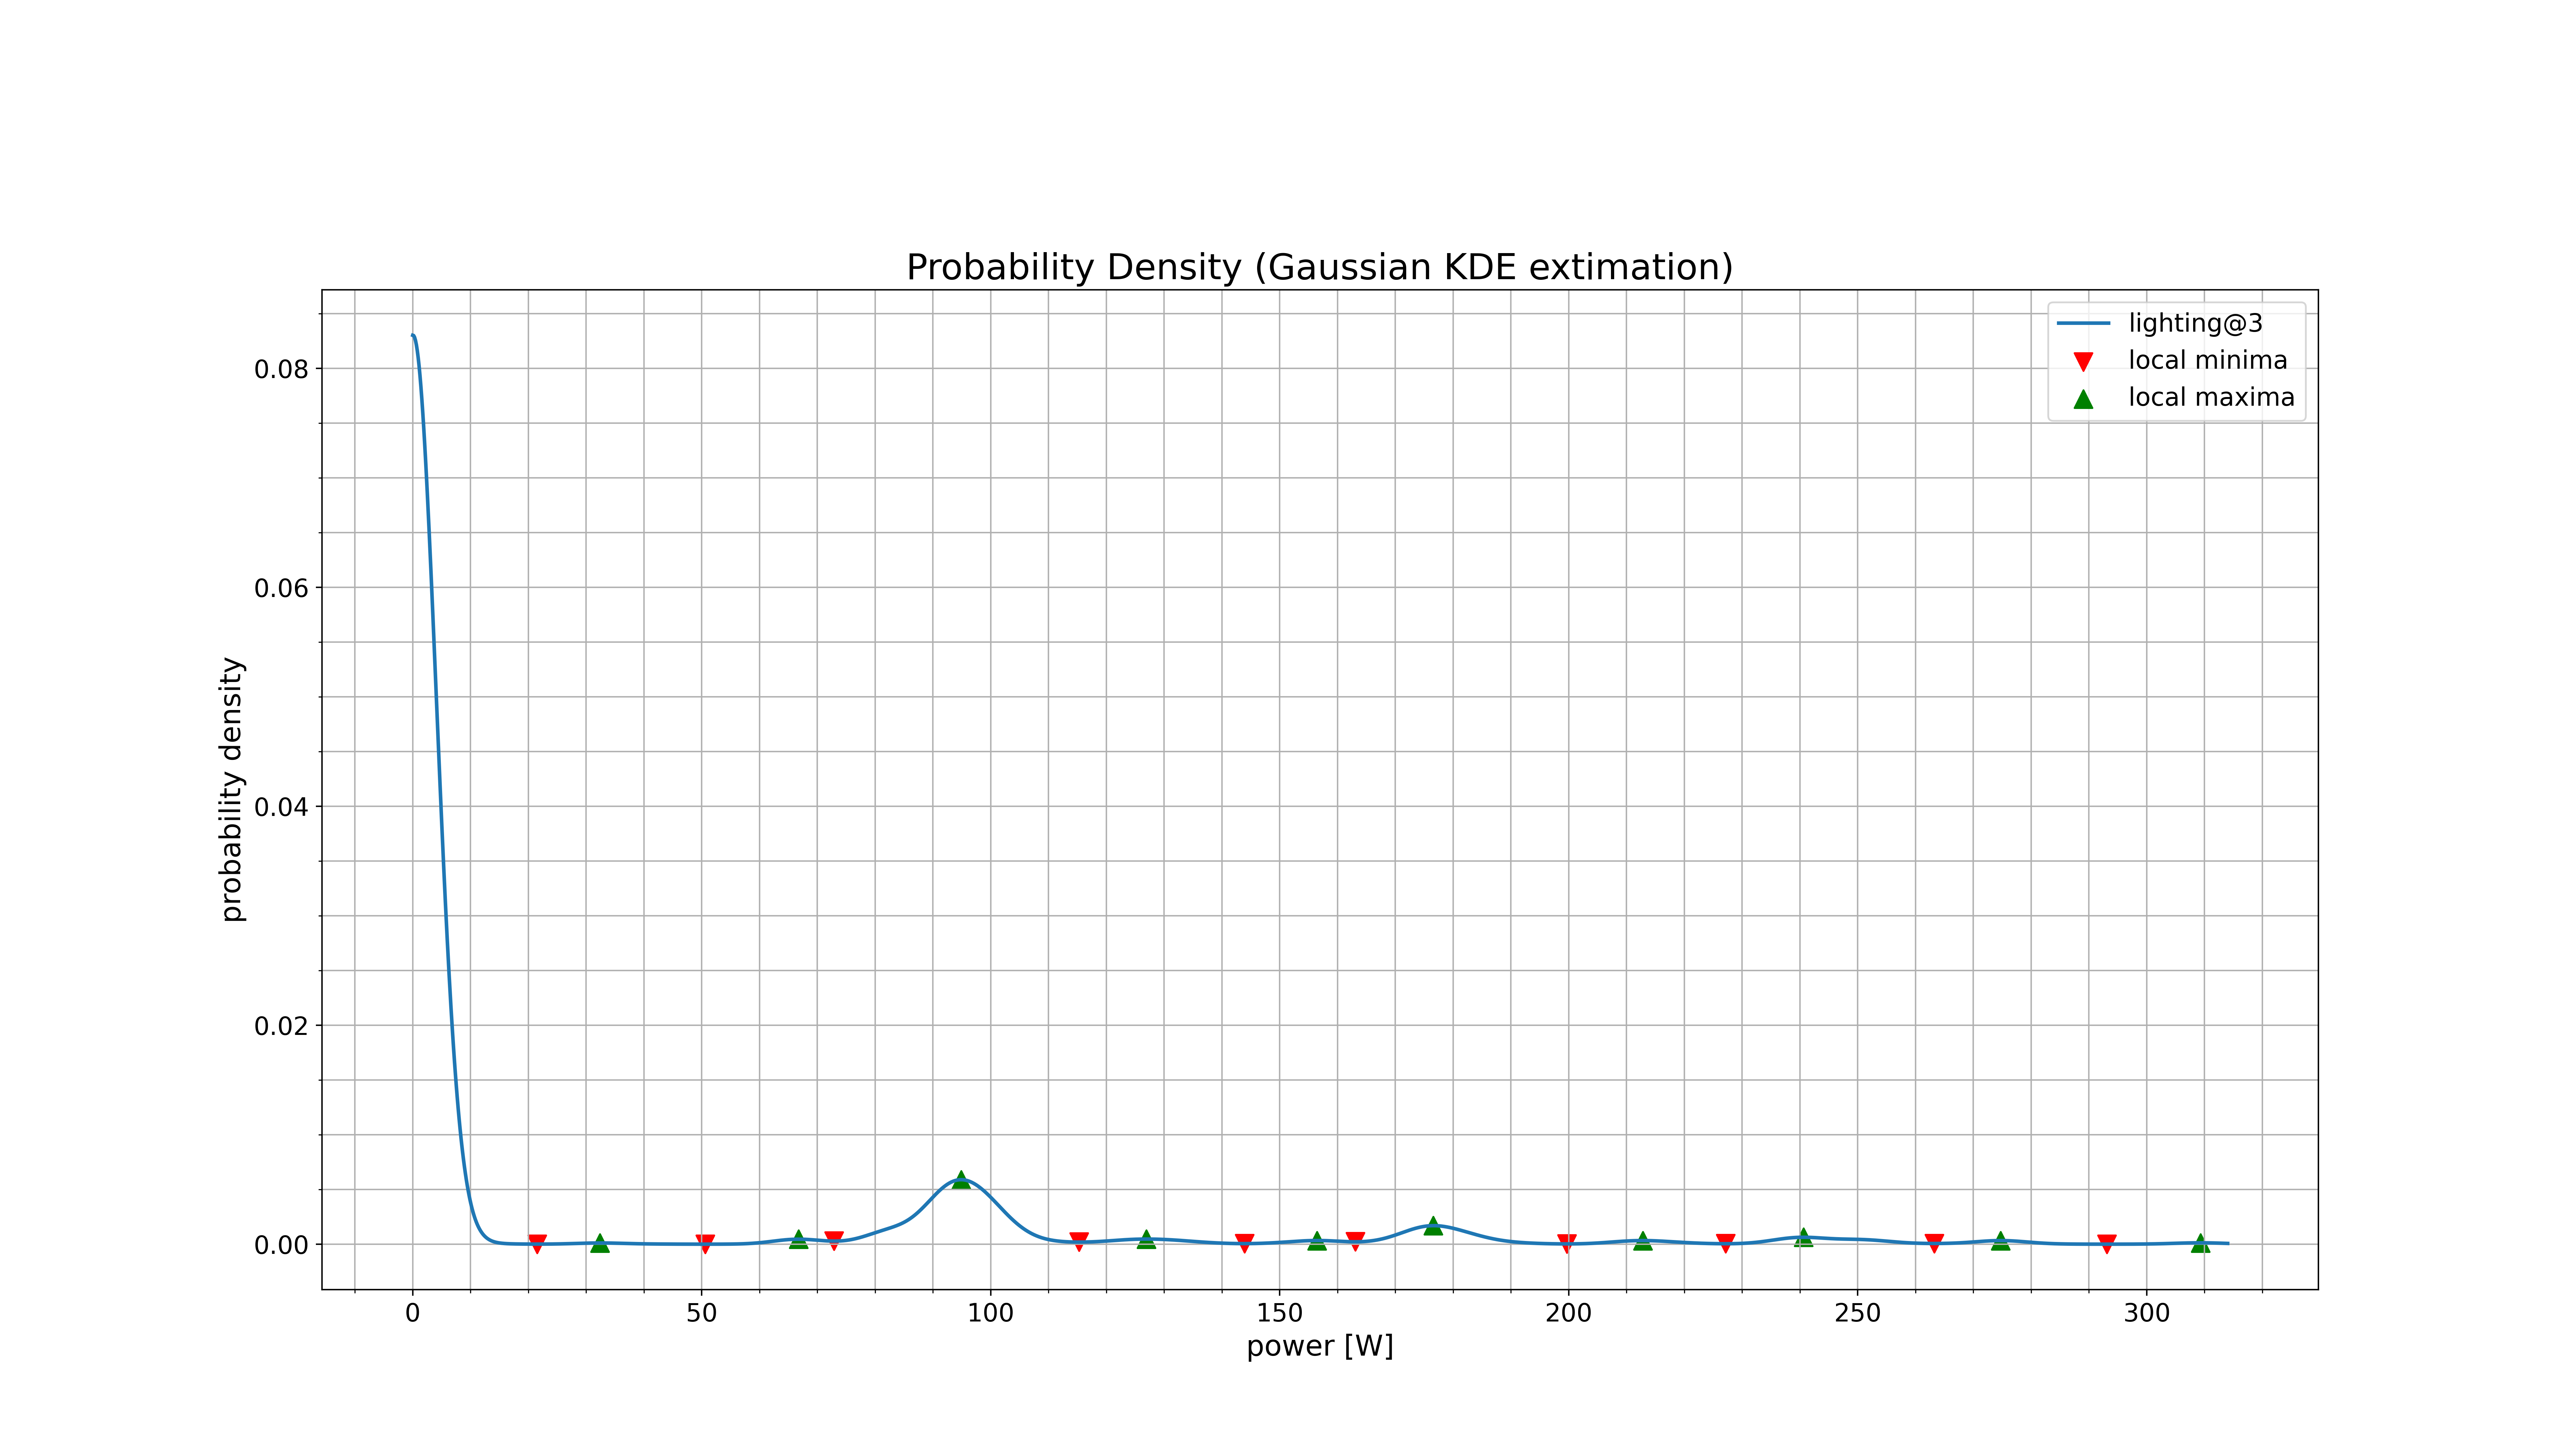 Probability Density (Gaussian KDE extimation)
lighting@3
local minima
local maxima
probability density
0.08
0.06
0.04
0.02
0.00
0 50 100 150 200 250 300
power [W]